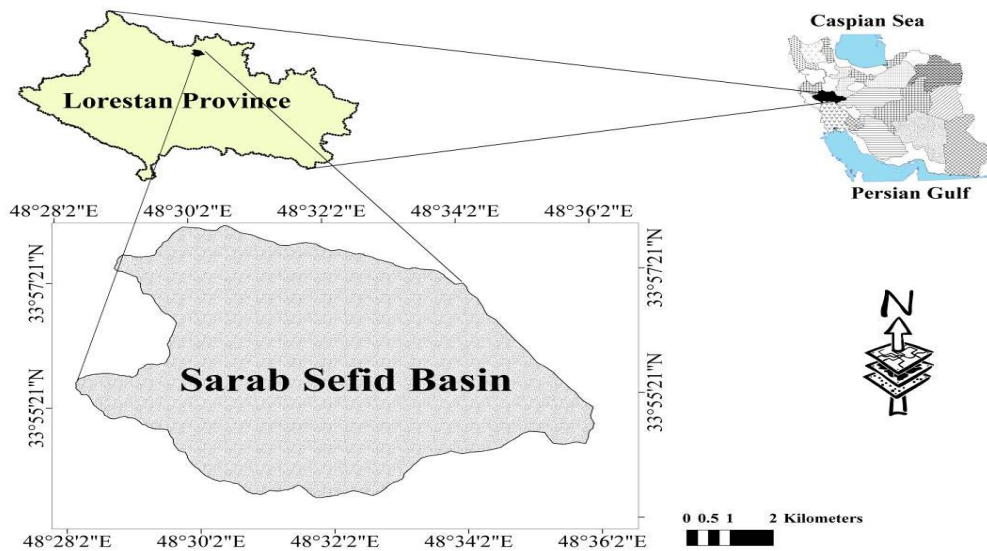 Caspian Sea
Lorestan Province
Persian Gulf
48°28'2"E 48°30'2"E 48°32'2"E 48°34'2"E 48°36'2"E
33°57'21"N 33°57'21"N
Sarab Sefid Basin
33°55'21"N 33°55'21"N
N
0 0.5 1 2 Kilometers
48°28'2"E 48°30'2"E 48°32'2"E 48°34'2"E 48°36'2"E